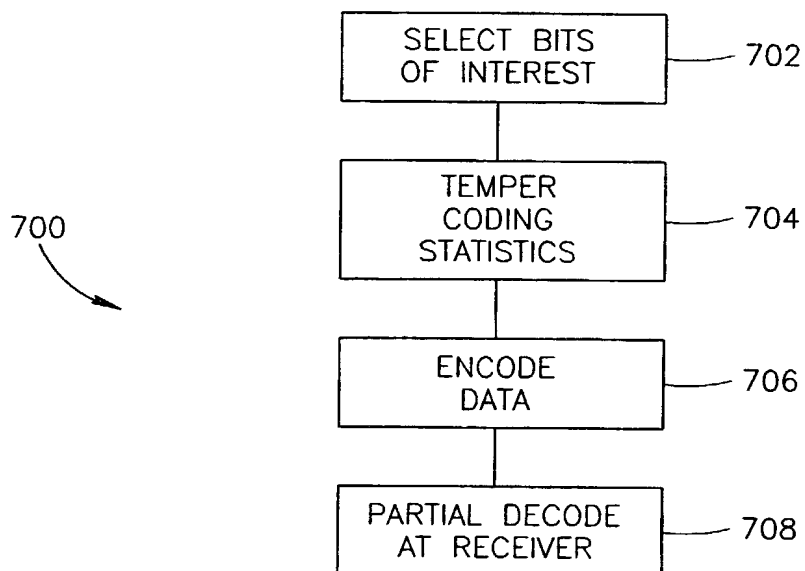 SELECT BITS
OF INTEREST
702
TEMPER
CODING
STATISTICS
704
700
ENCODE
DATA
706
PARTIAL DECODE
AT RECEIVER
708